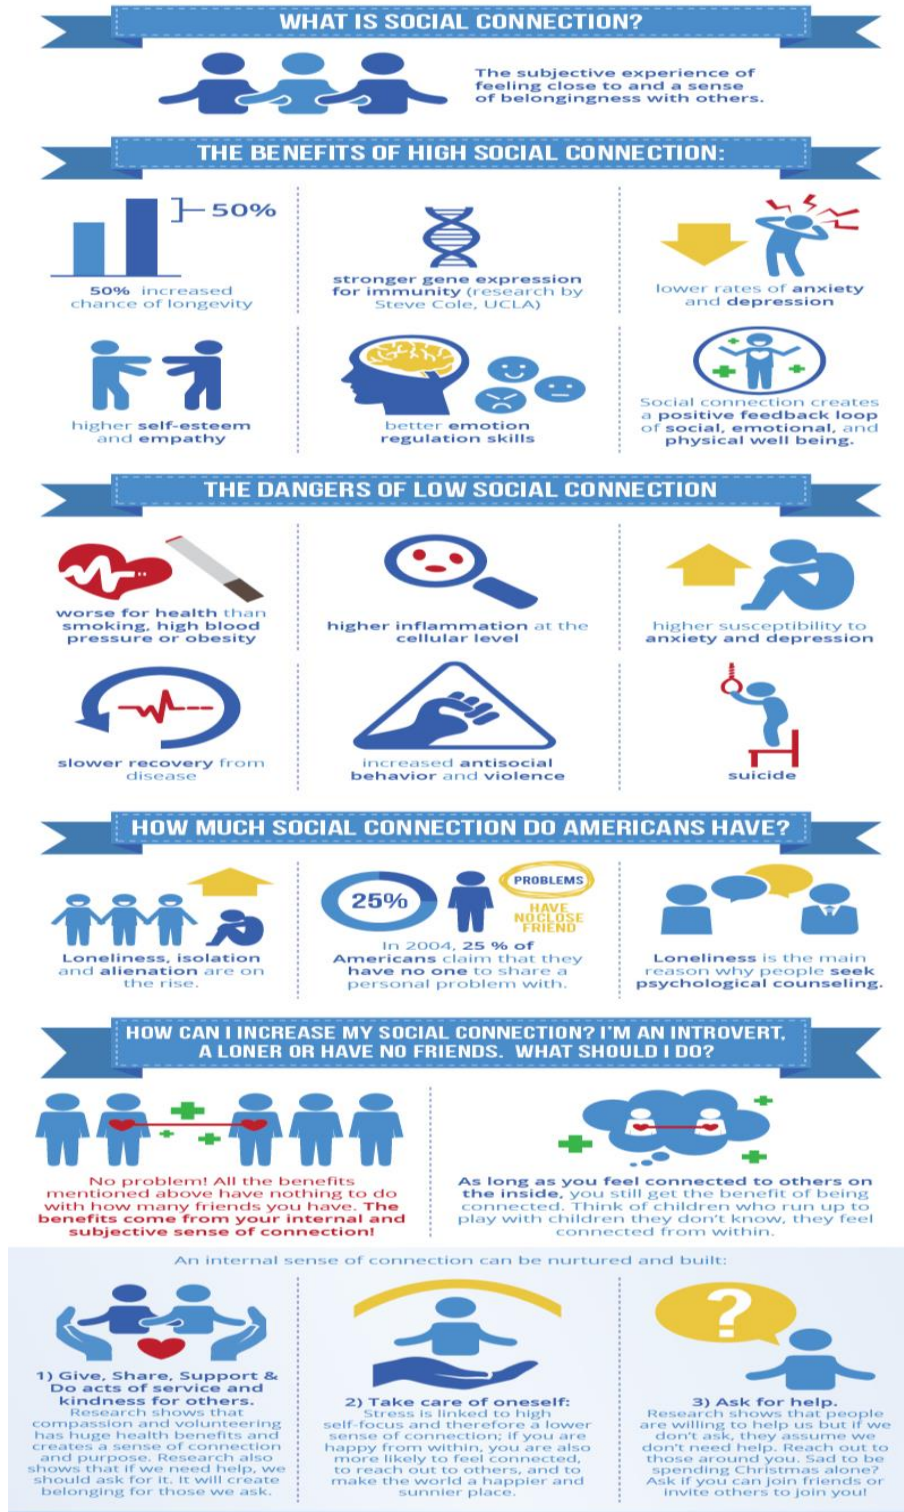 WHAT IS SOCIAL CONNECTION?
The subjective experience of
feeling close to and a sense
of belongingness with others.
THE BENEFITS OF HIGH SOCIAL CONNECTION:
50%
50% increased
chance of longevity
stronger gene expression
for immunity (research by
Steve Cole, UCLA)
lower rates of anxiety
and depression
higher self-esteem
and empathy
better emotion
regulation skills
Social connection creates
a positive feedback loop
of social, emotional, and
physical well being.
THE DANGERS OF LOW SOCIAL CONNECTION
worse for health than
smoking, high blood
pressure or obesity
higher inflammation at the
cellular level
higher susceptibility to
anxiety and depression
slower recovery from
disease
increased antisocial
behavior and violence
suicide
HOW MUCH SOCIAL CONNECTION DO AMERICANS HAVE?
Loneliness, isolation
and alienation are on
the rise.
25%
PROBLEMS
HAVE
NO CLOSE
FRIEND
In 2004, 25 % of
Americans claim that they
have no one to share a
personal problem with.
Loneliness is the main
reason why people seek
psychological counseling.
HOW CAN I INCREASE MY SOCIAL CONNECTION? I'M AN INTROVERT,
A LONER OR HAVE NO FRIENDS. WHAT SHOULD I DO?
No problem! All the benefits
mentioned above have nothing to do
with how many friends you have. The
benefits come from your internal and
subjective sense of connection!
As long as you feel connected to others on
the inside, you still get the benefit of being
connected. Think of children who run up to
play with children they don't know, they feel
connected from within.
An internal sense of connection can be nurtured and built:
1) Give, Share, Support &
Do acts of service and
kindness for others.
Research shows that
compassion and volunteering
has huge health benefits and
creates a sense of connection
and purpose. Research also
shows that if we need help, we
should ask for it. It will create
belonging for those we ask.
2) Take care of oneself:
Stress is linked to high
self-focus and therefore a lower
sense of connection; if you are
happy from within, you are also
more likely to feel connected,
to reach out to others, and to
make the world a happier and
sunnier place.
?
3) Ask for help.
Research shows that people
are willing to help us but if we
don't ask, they assume we
don't need help. Reach out to
those around you. Sad to be
spending Christmas alone?
Ask if you can join friends or
invite others to join you!